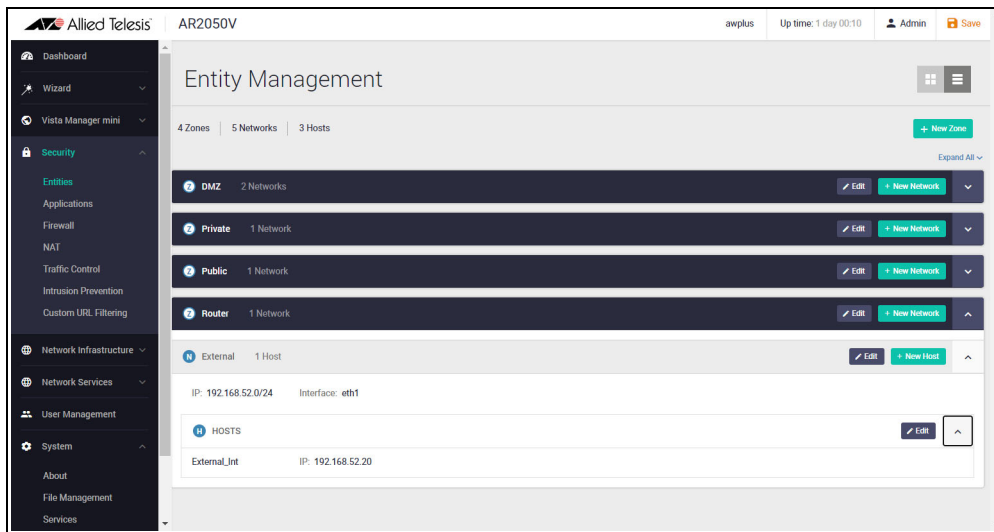 Allied Telesis
AR2050V
awplus
Up time: 1 day 00:10
Admin
Save
Dashboard
Wizard
Vista Manager mini
Security
Entities
Applications
Firewall
NAT
Traffic Control
Intrusion Prevention
Custom URL Filtering
Network Infrastructure
Network Services
User Management
System
About
File Management
Services
Entity Management
4 Zones 5 Networks 3 Hosts
+ New Zone
Expand All
Z DMZ 2 Networks Edit + New Network
Z Private 1 Network Edit + New Network
Z Public 1 Network Edit + New Network
Z Router 1 Network Edit + New Network
N External 1 Host Edit + New Host
IP: 192.168.52.0/24 Interface: eth1
H HOSTS Edit
External_Int IP: 192.168.52.20